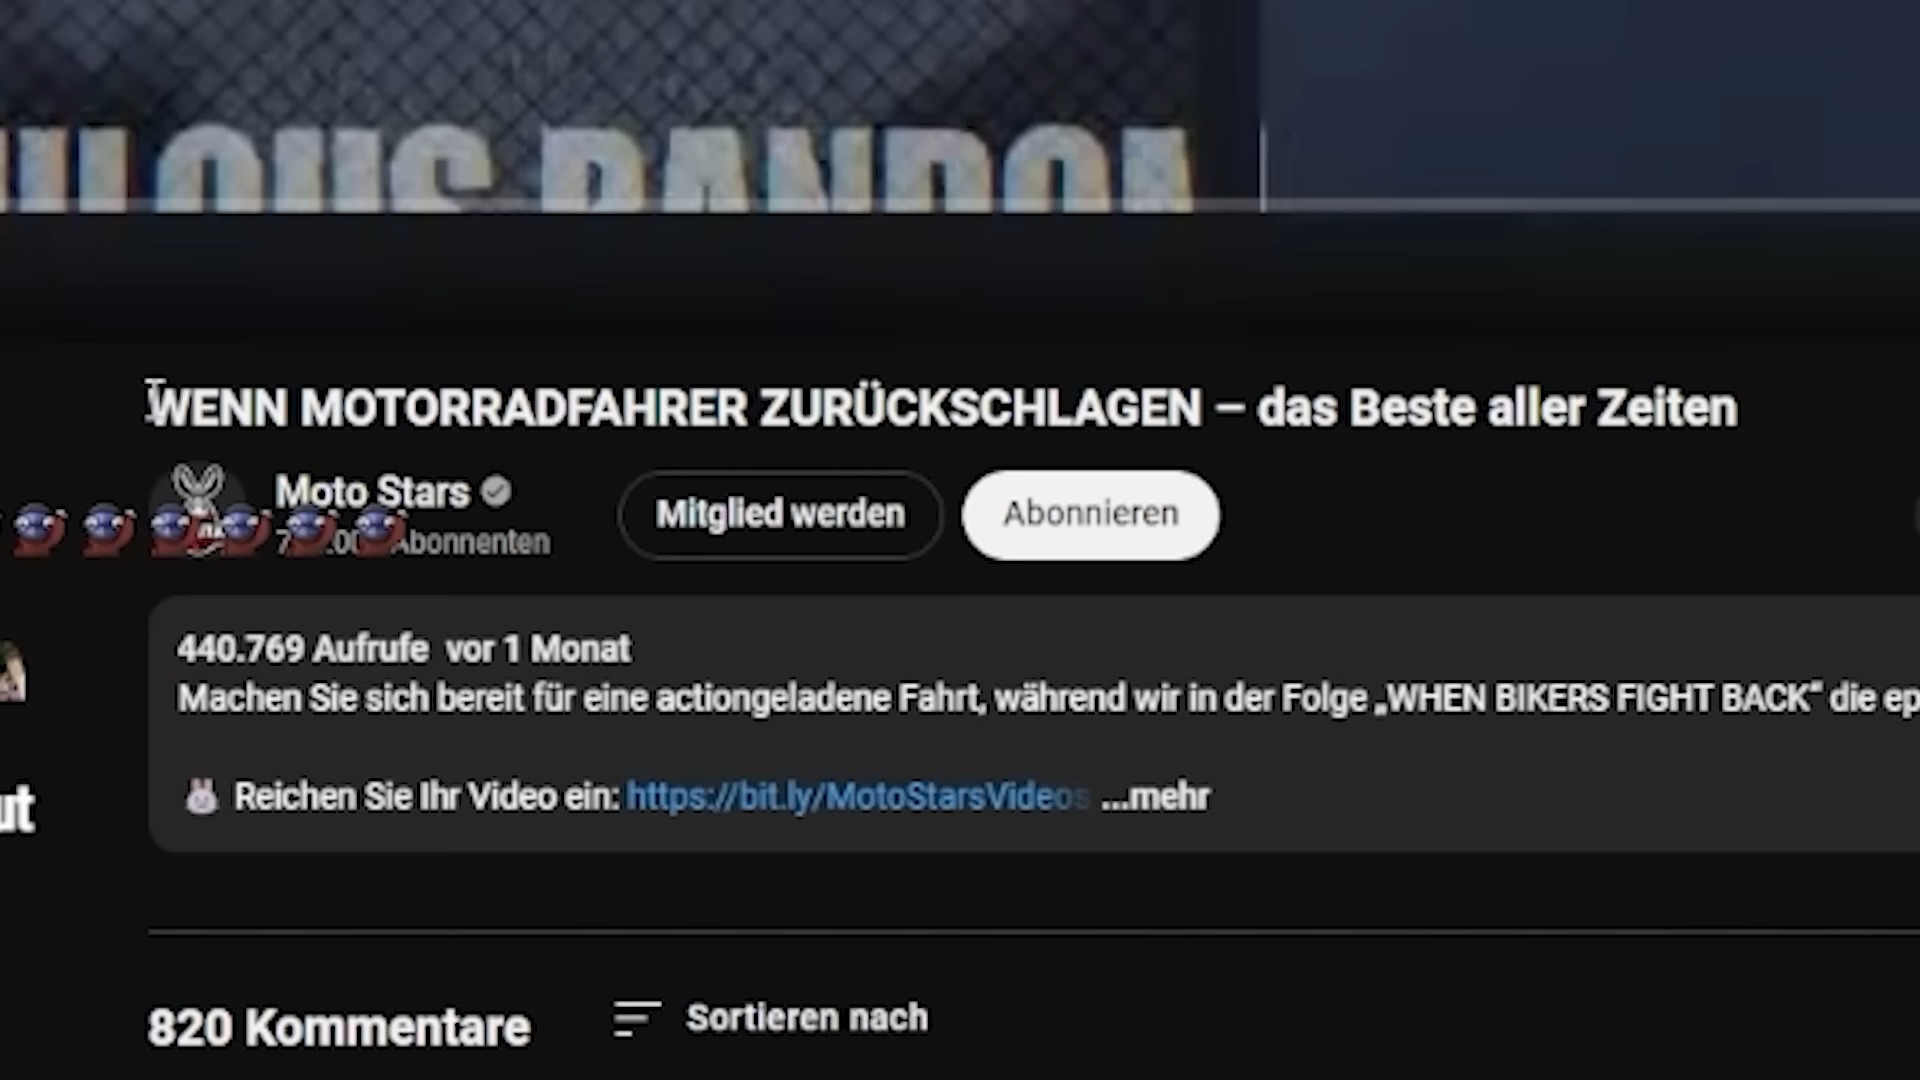 WENN MOTORRADFAHRER ZURÜCKSCHLAGEN – das Beste aller Zeiten
Moto Stars
Abonnenten
Mitglied werden
Abonnieren
440.769 Aufrufe vor 1 Monat
Machen Sie sich bereit für eine actiongeladene Fahrt, während wir in der Folge „WHEN BIKERS FIGHT BACK“ die ep
Reichen Sie Ihr Video ein: https://bit.ly/MotoStarsVideos ...mehr
ut
820 Kommentare
Sortieren nach